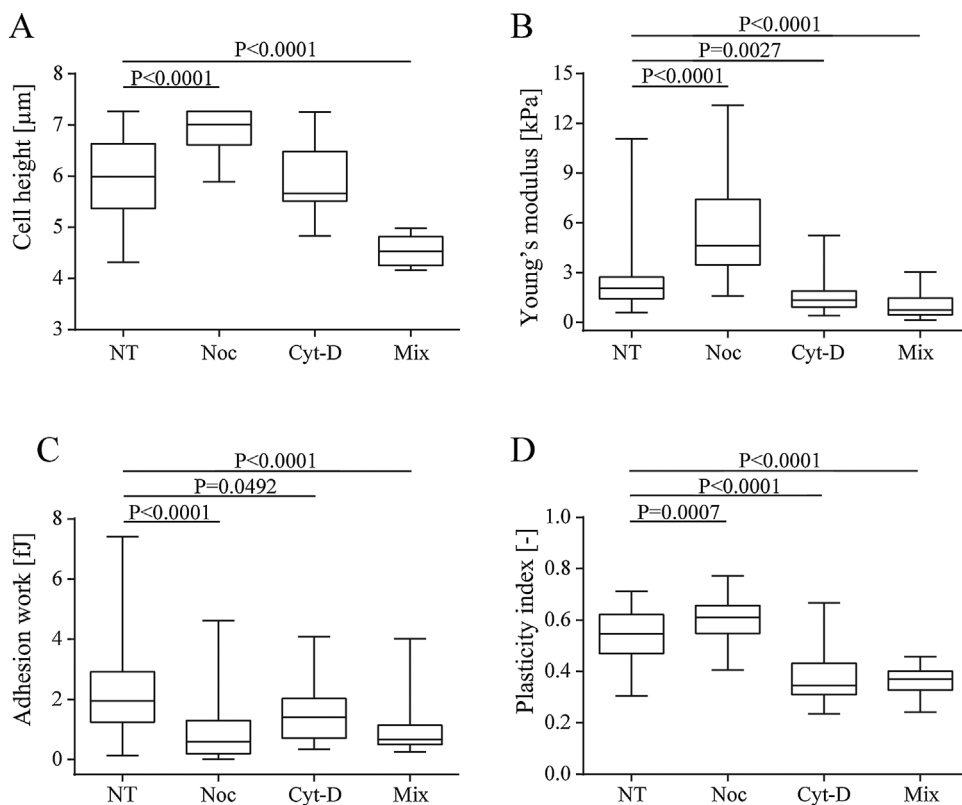 A
P<0.0001
P<0.0001
Cell height [µm]
8
7
6
5
4
3
NT Noc Cyt-D Mix
B
P<0.0001
P=0.0027
P<0.0001
Young's modulus [kPa]
15
12
9
6
3
0
NT Noc Cyt-D Mix
C
P<0.0001
P=0.0492
P<0.0001
Adhesion work [fJ]
8
6
4
2
0
NT Noc Cyt-D Mix
D
P<0.0001
P<0.0001
P=0.0007
Plasticity index [-]
1.0
0.8
0.6
0.4
0.2
0.0
NT Noc Cyt-D Mix